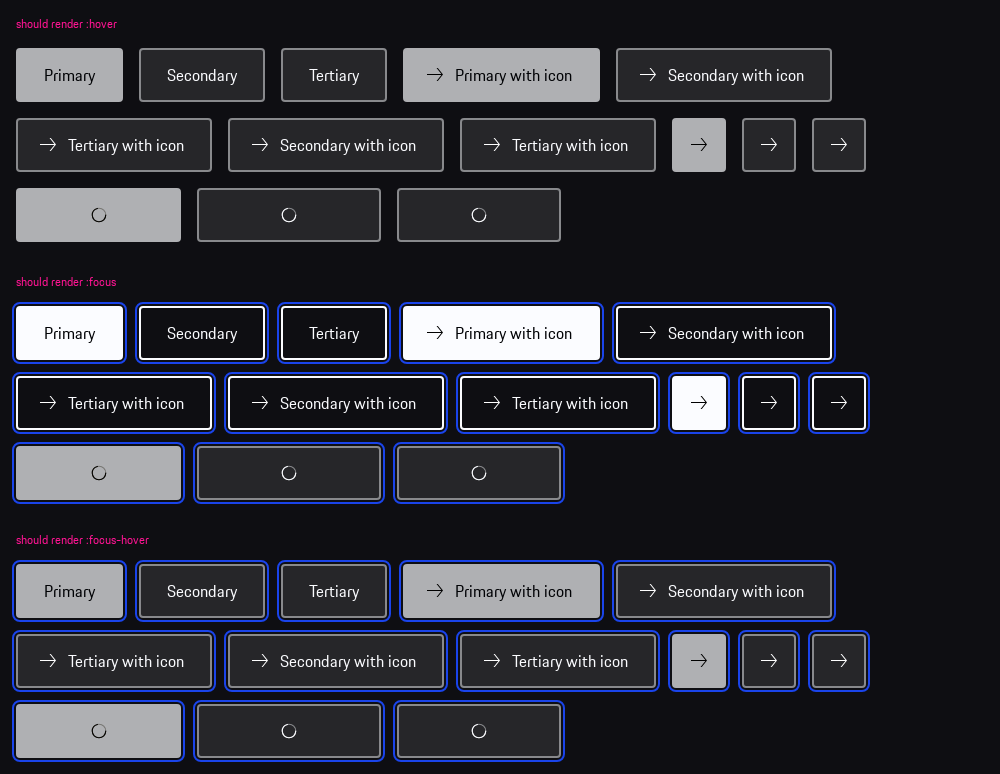 should render :hover
Primary Secondary Tertiary Primary with icon Secondary with icon
Tertiary with icon Secondary with icon Tertiary with icon
should render :focus
Primary Secondary Tertiary Primary with icon Secondary with icon
Tertiary with icon Secondary with icon Tertiary with icon
should render :focus-hover
Primary Secondary Tertiary Primary with icon Secondary with icon
Tertiary with icon Secondary with icon Tertiary with icon